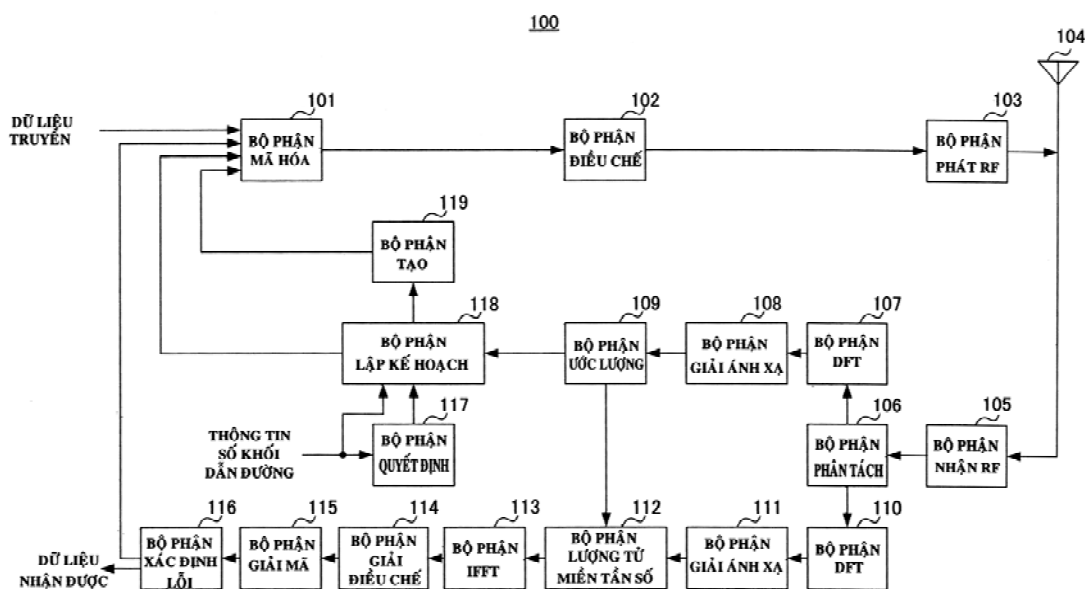 100
104
101
102
103
DỮ LIỆU
TRUYỀN
BỘ PHẬN
MÃ HÓA
BỘ PHẬN
ĐIỀU CHẾ
BỘ PHẬN
PHÁT RF
119
BỘ PHẬN
TẠO
118
BỘ PHẬN
LẬP KẾ HOẠCH
109
BỘ PHẬN
ƯỚC LƯỢNG
108
BỘ PHẬN
GIẢI ÁNH XẠ
107
BỘ PHẬN
DFT
117
BỘ PHẬN
QUYẾT ĐỊNH
THÔNG TIN
SỐ KHỐI
DẪN ĐƯỜNG
106
BỘ PHẬN
PHÂN TÁCH
105
BỘ PHẬN
NHẬN RF
116
BỘ PHẬN
XÁC ĐỊNH
LỖI
115
BỘ PHẬN
GIẢI MÃ
114
BỘ PHẬN
GIẢI
ĐIỀU CHẾ
113
BỘ PHẬN
IFFT
112
BỘ PHẬN
LƯỢNG TỬ
MIỀN TẦN SỐ
111
BỘ PHẬN
GIẢI ÁNH XẠ
110
BỘ PHẬN
DFT
DỮ LIỆU
NHẬN ĐƯỢC